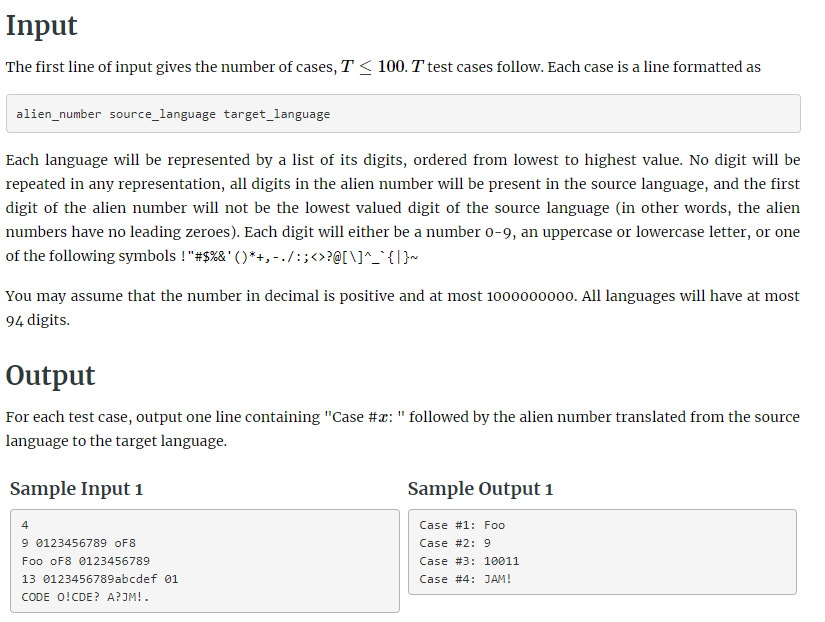 Input
The first line of input gives the number of cases, T ≤ 100. T test cases follow. Each case is a line formatted as
alien_number source_language target_language
Each language will be represented by a list of its digits, ordered from lowest to highest value. No digit will be
repeated in any representation, all digits in the alien number will be present in the source language, and the first
digit of the alien number will not be the lowest valued digit of the source language (in other words, the alien
numbers have no leading zeroes). Each digit will either be a number 0-9, an uppercase or lowercase letter, or one
of the following symbols !"#$%&'()*+,-./:;<>?@[\]^_`{|}~
You may assume that the number in decimal is positive and at most 1000000000. All languages will have at most
94 digits.
Output
For each test case, output one line containing "Case #x: " followed by the alien number translated from the source
language to the target language.
Sample Input 1
4
9 0123456789 oF8
Foo oF8 0123456789
13 0123456789abcdef 01
CODE O!CDE? A?JM!.
Sample Output 1
Case #1: Foo
Case #2: 9
Case #3: 10011
Case #4: JAM!